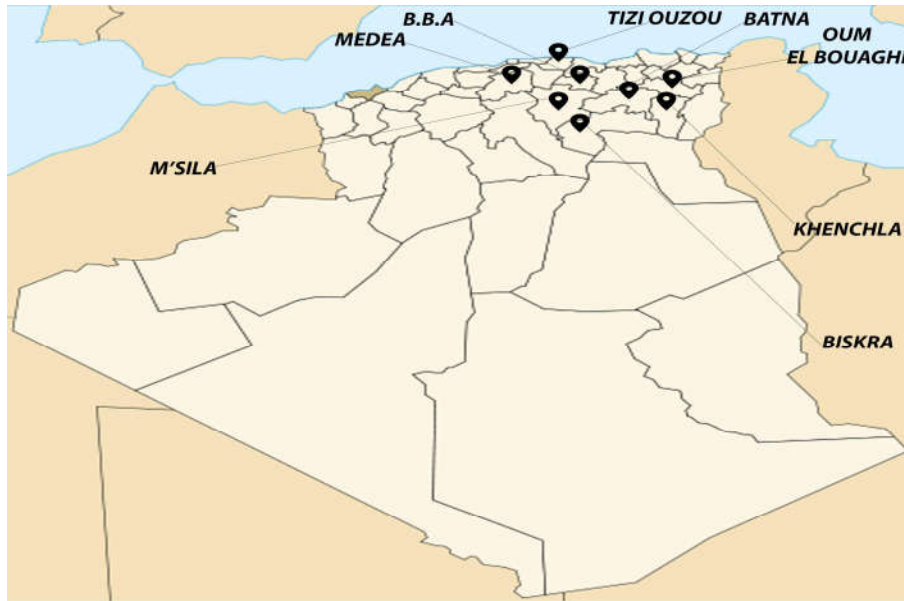 B.B.A
TIZI OUZOU
BATNA
OUM
EL BOUAGHI
MEDEA
M'SILA
KHENCHLA
BISKRA